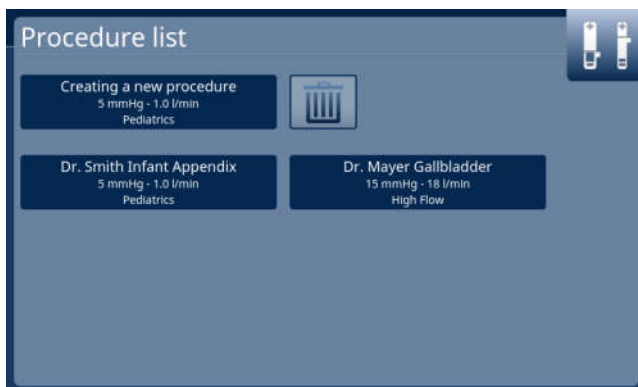 Procedure list
Creating a new procedure
5 mmHg - 1.0 l/min
Pediatrics
Dr. Smith Infant Appendix
5 mmHg - 1.0 l/min
Pediatrics
Dr. Mayer Gallbladder
15 mmHg - 18 l/min
High Flow